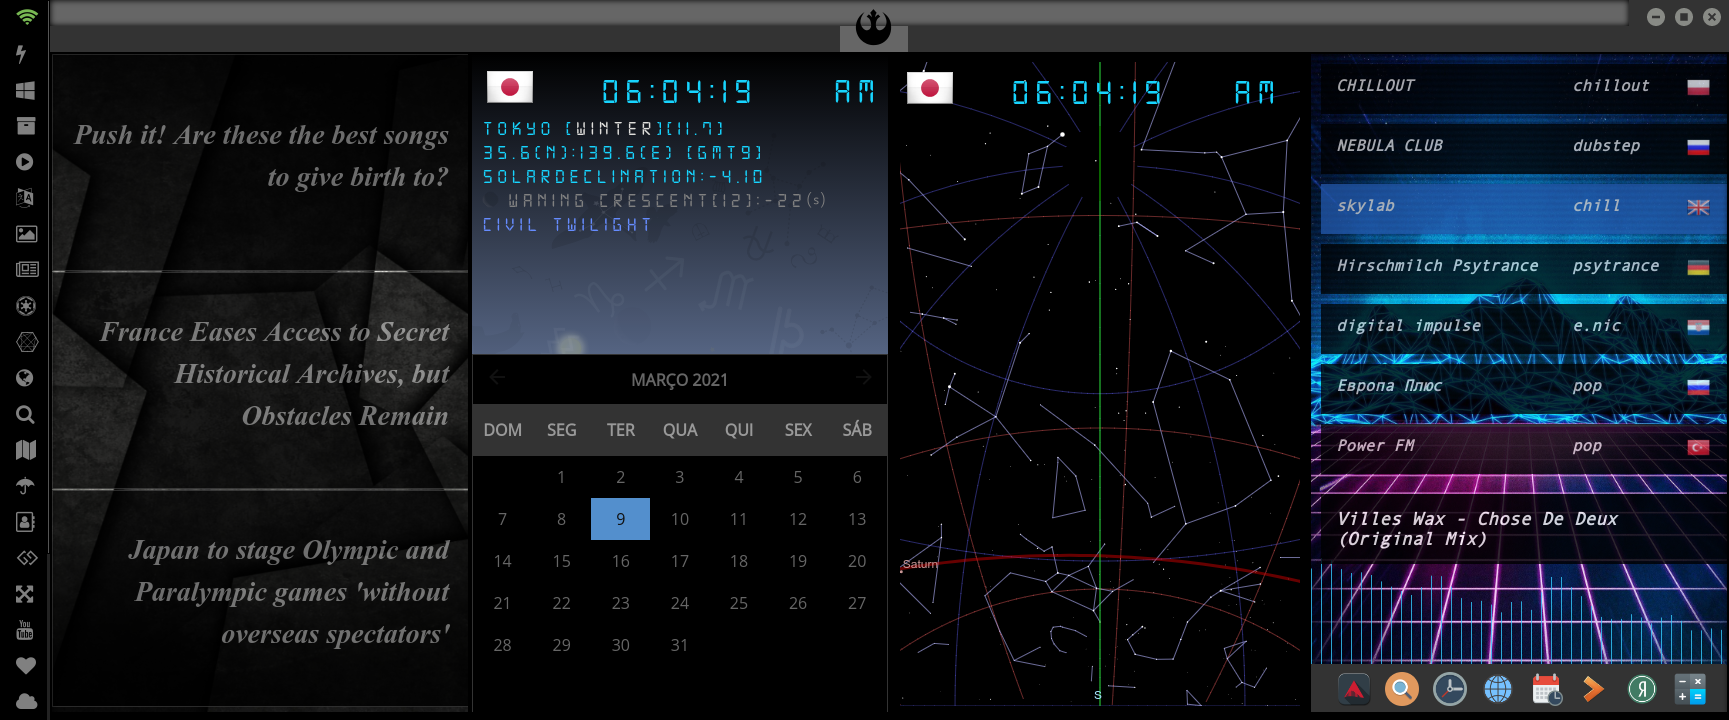 Push it! Are these the best songs
to give birth to?
France Eases Access to Secret
Historical Archives, but
Obstacles Remain
Japan to stage Olympic and
Paralympic games 'without
overseas spectators'
06:04:19 AM
TOKYO [WINTER][11.7]
35.6(N):139.6(E) [GMT9]
SOLARDECLINATION:-4.10
WANING CRESCENT[12]:-22(s)
CIVIL TWILIGHT
MARÇO 2021
DOM SEG TER QUA QUI SEX SÁB
1 2 3 4 5 6
7 8 9 10 11 12 13
14 15 16 17 18 19 20
21 22 23 24 25 26 27
28 29 30 31
06:04:19 AM
Saturn
S
CHILLOUT chillout
NEBULA CLUB dubstep
skylab chill
Hirschmilch Psytrance psytrance
digital impulse e.nic
Европа Плюс pop
Power FM pop
Villes Wax - Chose De Deux
(Original Mix)
You
Tube
Я